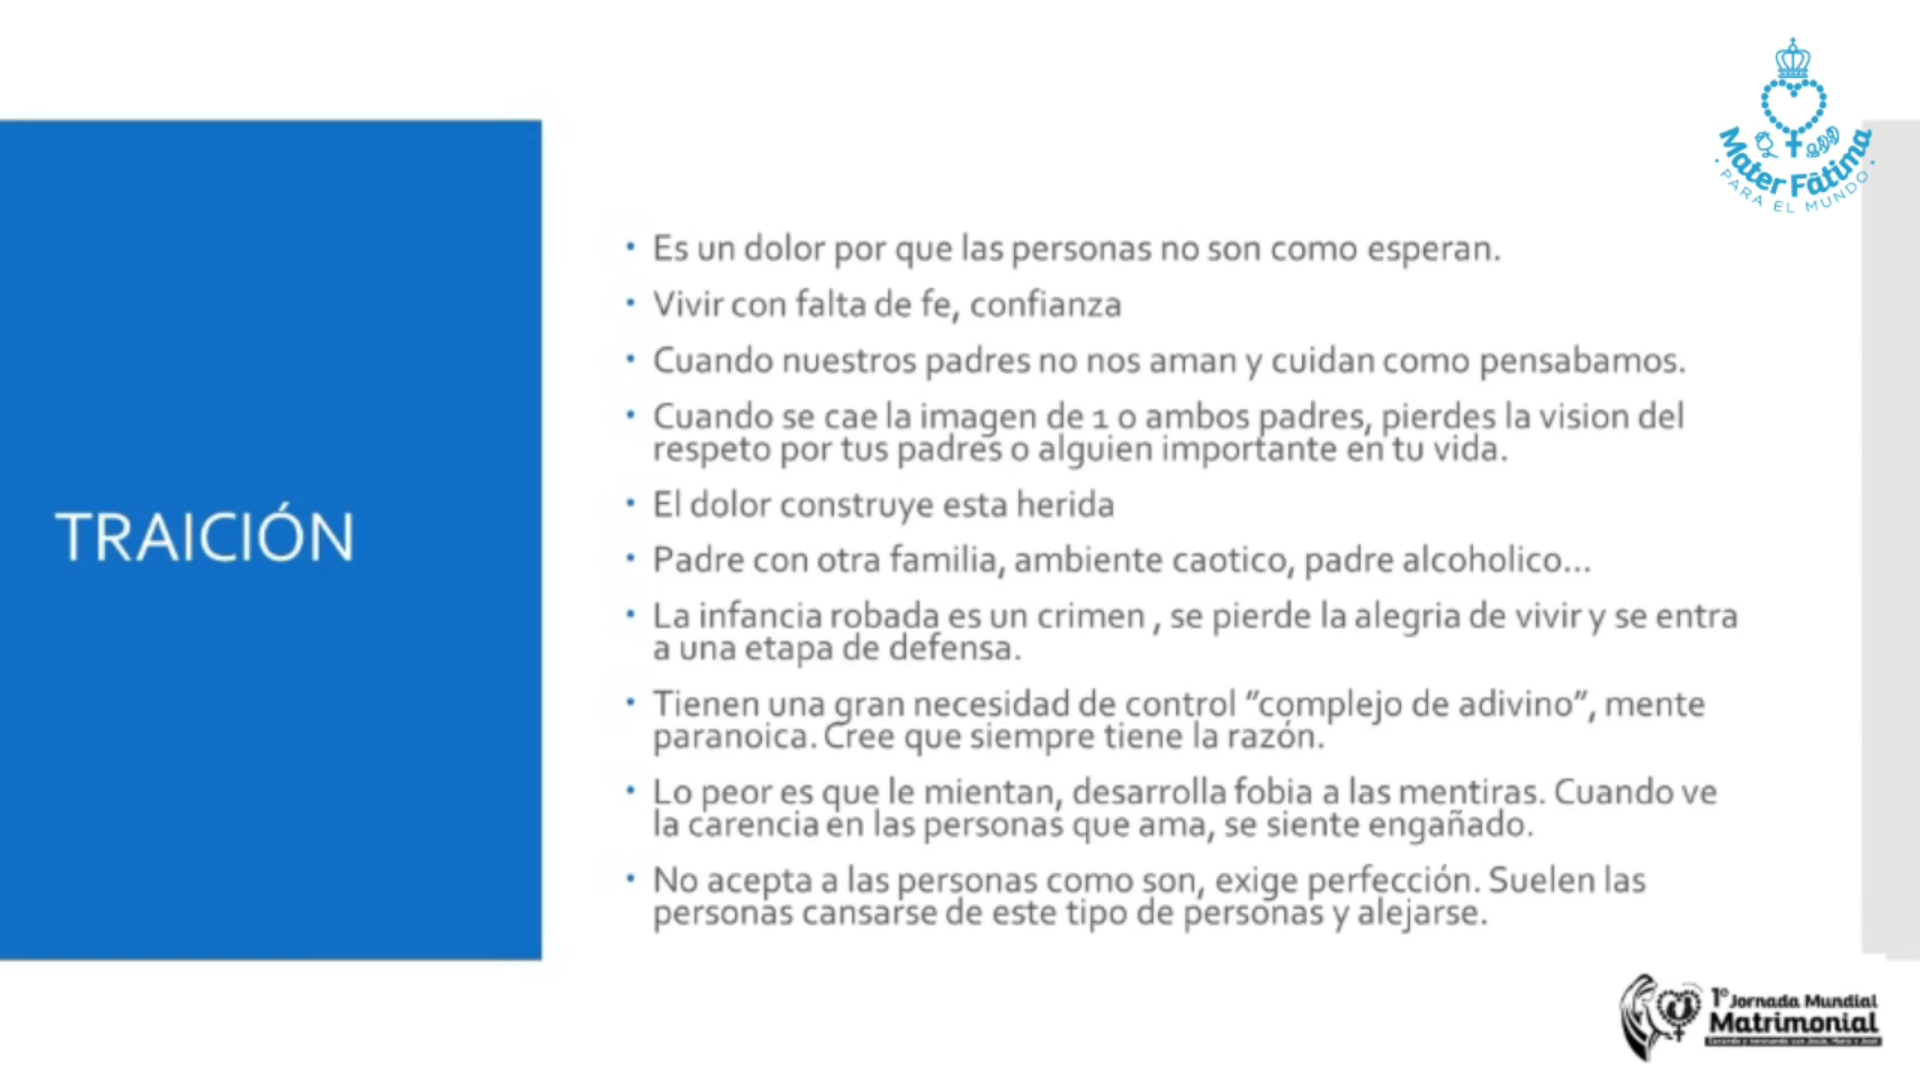 Mater Fātima
PARA EL MUNDO
TRAICIÓN
• Es un dolor por que las personas no son como esperan.
• Vivir con falta de fe, confianza
• Cuando nuestros padres no nos aman y cuidan como pensabamos.
• Cuando se cae la imagen de 1 o ambos padres, pierdes la vision del
respeto por tus padres o alguien importante en tu vida.
• El dolor construye esta herida
• Padre con otra familia, ambiente caotico, padre alcoholico...
• La infancia robada es un crimen , se pierde la alegria de vivir y se entra
a una etapa de defensa.
• Tienen una gran necesidad de control "complejo de adivino", mente
paranoica. Cree que siempre tiene la razón.
• Lo peor es que le mientan, desarrolla fobia a las mentiras. Cuando ve
la carencia en las personas que ama, se siente engañado.
• No acepta a las personas como son, exige perfección. Suelen las
personas cansarse de este tipo de personas y alejarse.
1° Jornada Mundial
Matrimonial